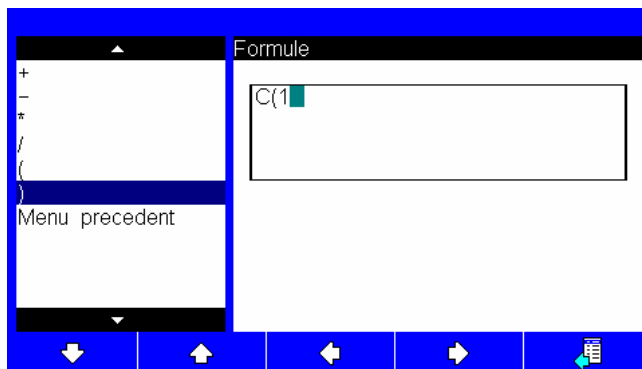 Formule
+
–
*
/
(
)
Menu precedent
C(1